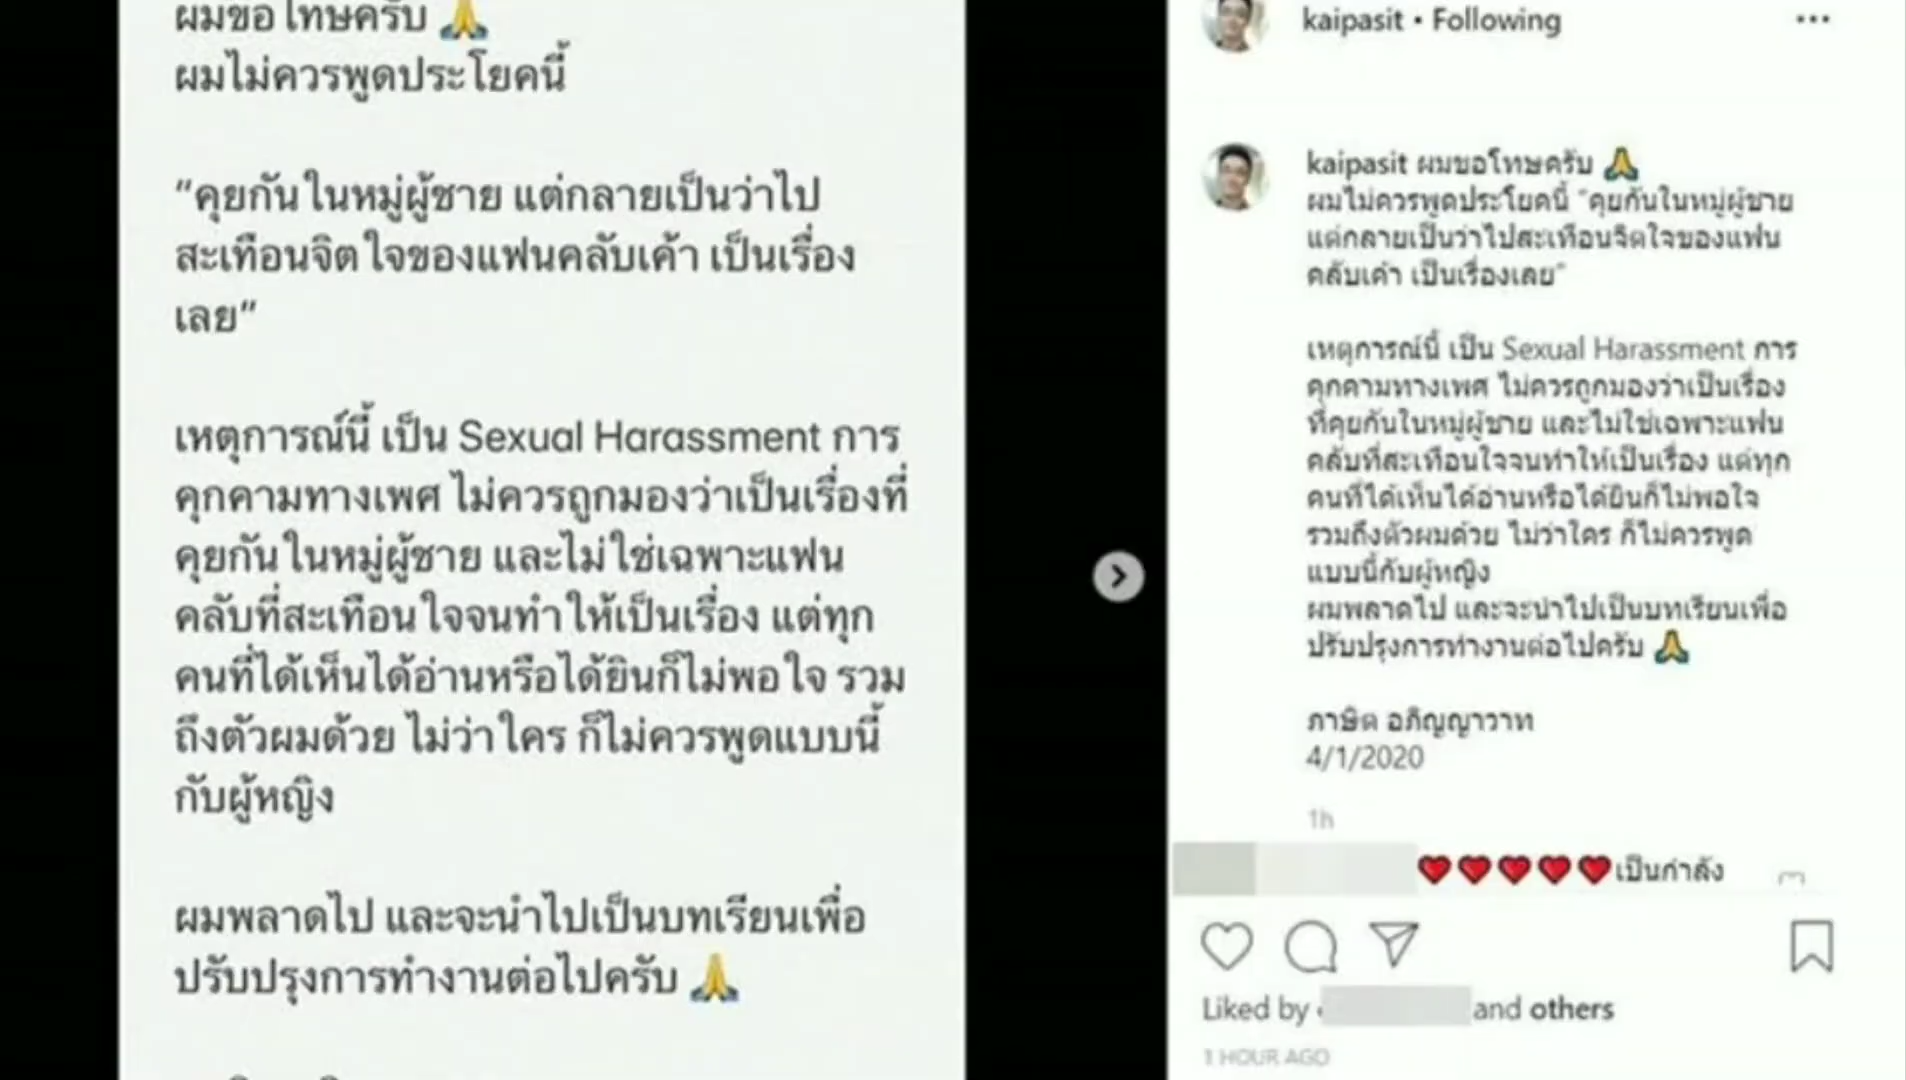 ผมขอโทษครับ 🙏
ผมไม่ควรพูดประโยคนี้
“คุยกันในหมู่ผู้ชาย แต่กลายเป็นว่าไป
สะเทือนจิตใจของแฟนคลับเค้า เป็นเรื่อง
เลย”
เหตุการณ์นี้ เป็น Sexual Harassment การ
คุกคามทางเพศ ไม่ควรถูกมองว่าเป็นเรื่องที่
คุยกันในหมู่ผู้ชาย และไม่ใช่เฉพาะแฟน
คลับที่สะเทือนใจจนทำให้เป็นเรื่อง แต่ทุก
คนที่ได้เห็นได้อ่านหรือได้ยินก็ไม่พอใจ รวม
ถึงตัวผมด้วย ไม่ว่าใคร ก็ไม่ควรพูดแบบนี้
กับผู้หญิง
ผมพลาดไป และจะนำไปเป็นบทเรียนเพื่อ
ปรับปรุงการทำงานต่อไปครับ 🙏
kaipasit • Following
kaipasit ผมขอโทษครับ 🙏
ผมไม่ควรพูดประโยคนี้ “คุยกันในหมู่ผู้ชาย
แต่กลายเป็นว่าไปสะเทือนจิตใจของแฟน
คลับเค้า เป็นเรื่องเลย”
เหตุการณ์นี้ เป็น Sexual Harassment การ
คุกคามทางเพศ ไม่ควรถูกมองว่าเป็นเรื่อง
ที่คุยกันในหมู่ผู้ชาย และไม่ใช่เฉพาะแฟน
คลับที่สะเทือนใจจนทำให้เป็นเรื่อง แต่ทุก
คนที่ได้เห็นได้อ่านหรือได้ยินก็ไม่พอใจ
รวมถึงตัวผมด้วย ไม่ว่าใคร ก็ไม่ควรพูด
แบบนี้กับผู้หญิง
ผมพลาดไป และจะนำไปเป็นบทเรียนเพื่อ
ปรับปรุงการทำงานต่อไปครับ 🙏
ภาษิต อภิญญาวาท
4/1/2020
1h
❤️❤️❤️❤️❤️เป็นกำลัง
Liked by and others
1 HOUR AGO